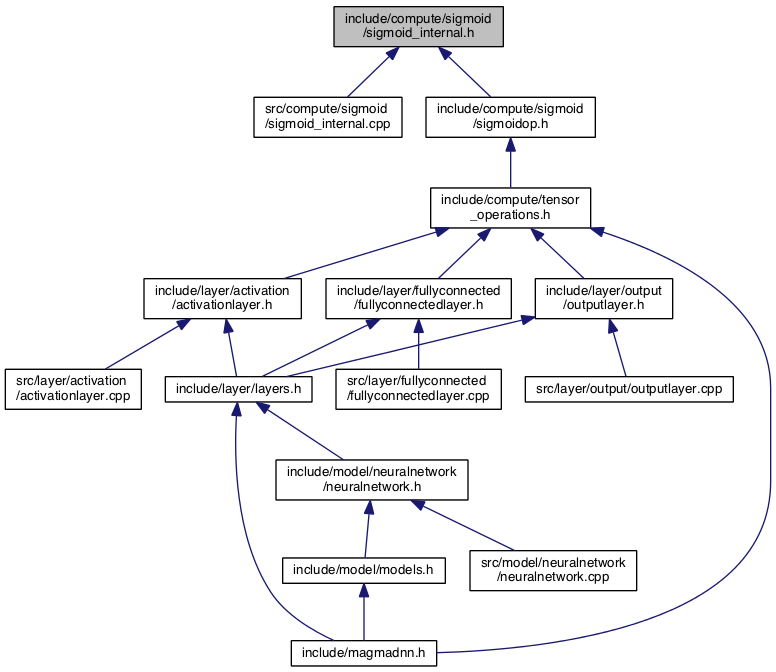 include/compute/sigmoid
/sigmoid_internal.h
src/compute/sigmoid
/sigmoid_internal.cpp
include/compute/sigmoid
/sigmoidop.h
include/compute/tensor
_operations.h
include/layer/activation
/activationlayer.h
include/layer/fullyconnected
/fullyconnectedlayer.h
include/layer/output
/outputlayer.h
src/layer/activation
/activationlayer.cpp
include/layer/layers.h
src/layer/fullyconnected
/fullyconnectedlayer.cpp
src/layer/output/outputlayer.cpp
include/model/neuralnetwork
/neuralnetwork.h
include/model/models.h
src/model/neuralnetwork
/neuralnetwork.cpp
include/magmadnn.h